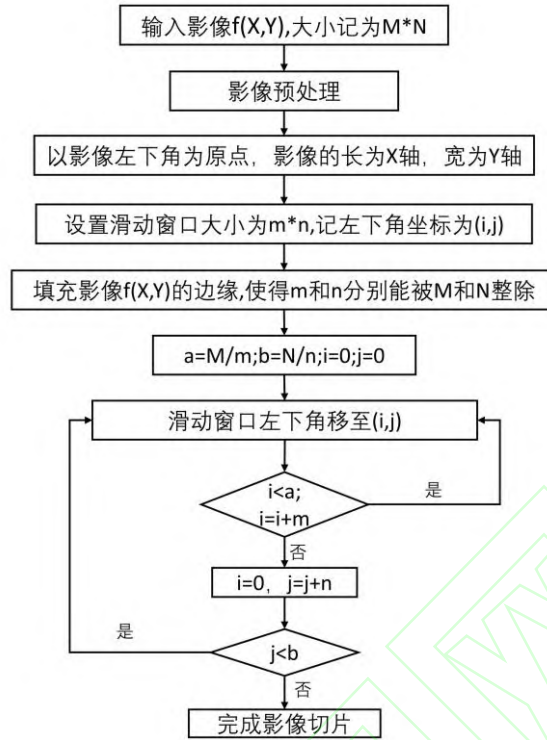 输入影像f(X,Y),大小记为M*N
影像预处理
以影像左下角为原点，影像的长为X轴，宽为Y轴
设置滑动窗口大小为m*n,记左下角坐标为(i,j)
填充影像f(X,Y)的边缘,使得m和n分别能被M和N整除
a=M/m;b=N/n;i=0;j=0
滑动窗口左下角移至(i,j)
i<a;
i=i+m
是
否
i=0， j=j+n
是
j<b
否
完成影像切片